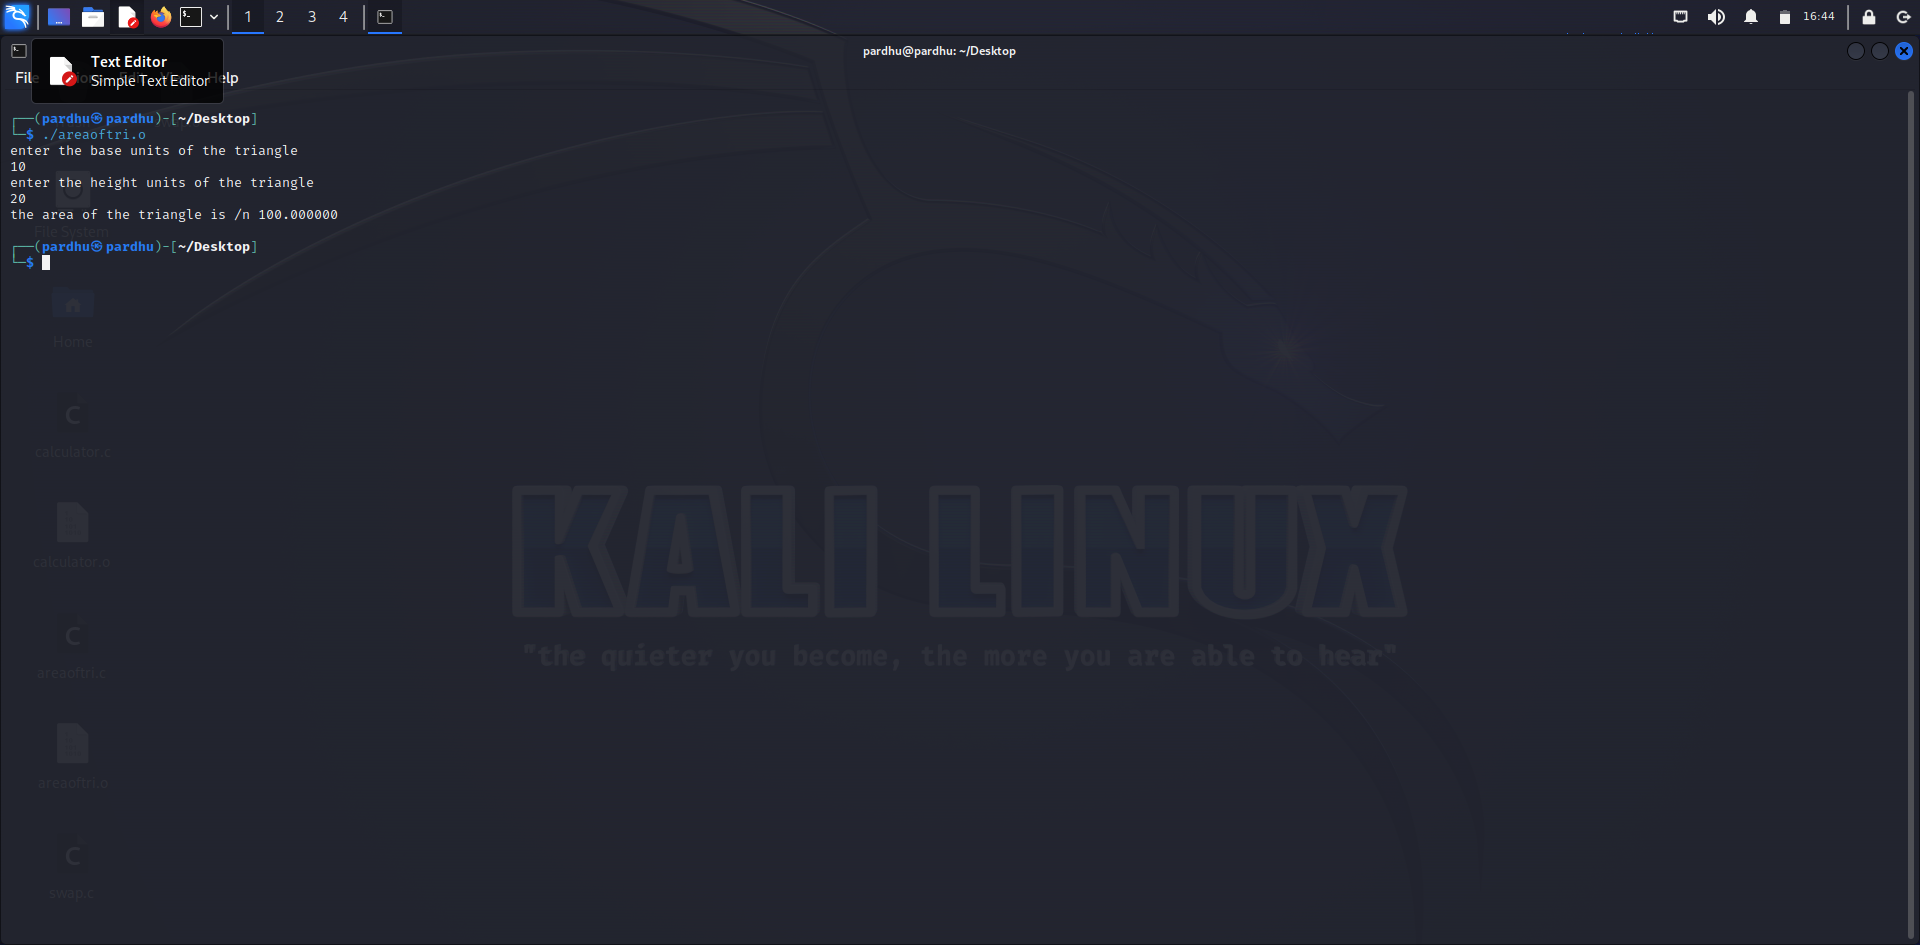 1 2 3 4 16:44
pardhu@pardhu: ~/Desktop
Text Editor
Simple Text Editor
File Help
┌──(pardhu㉿pardhu)-[~/Desktop]
└─$ ./areaoftri.o
enter the base units of the triangle
10
enter the height units of the triangle
20
the area of the triangle is /n 100.000000
File System
┌──(pardhu㉿pardhu)-[~/Desktop]
└─$
Home
C
calculator.c
calculator.o
C
areaoftri.c
areaoftri.o
C
swap.c
KALI LINUX
"the quieter you become, the more you are able to hear"